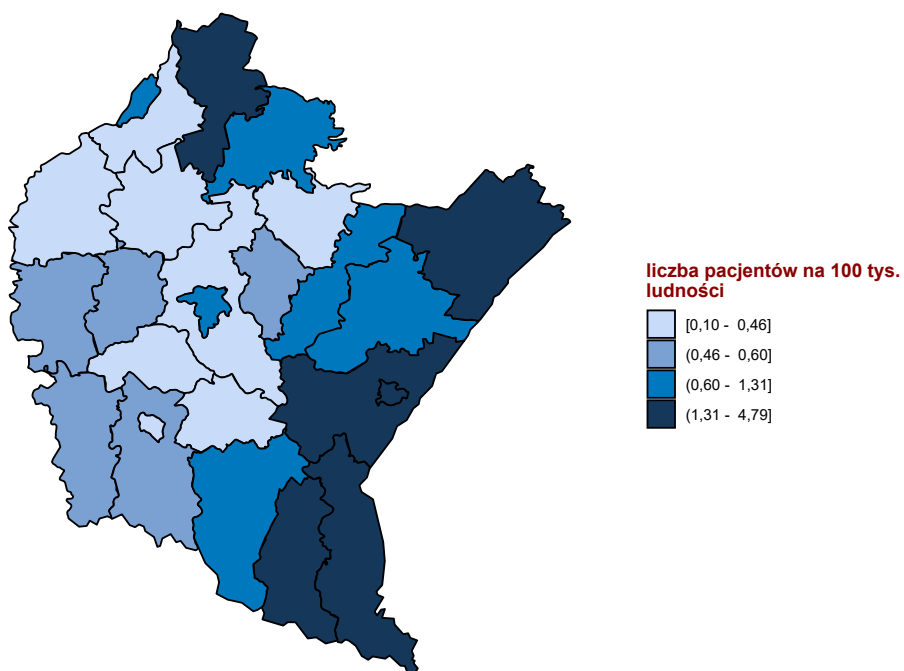 liczba pacjentów na 100 tys.
ludności
[0,10 - 0,46]
(0,46 - 0,60]
(0,60 - 1,31]
(1,31 - 4,79]